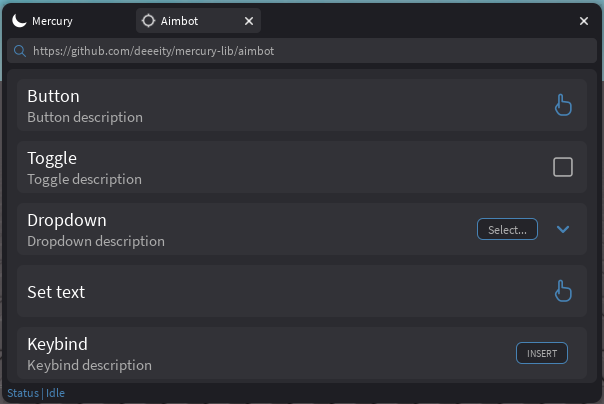 Mercury
Aimbot
https://github.com/deeeity/mercury-lib/aimbot
Button
Button description
Toggle
Toggle description
Dropdown
Dropdown description
Select...
Set text
Keybind
Keybind description
INSERT
Status | Idle